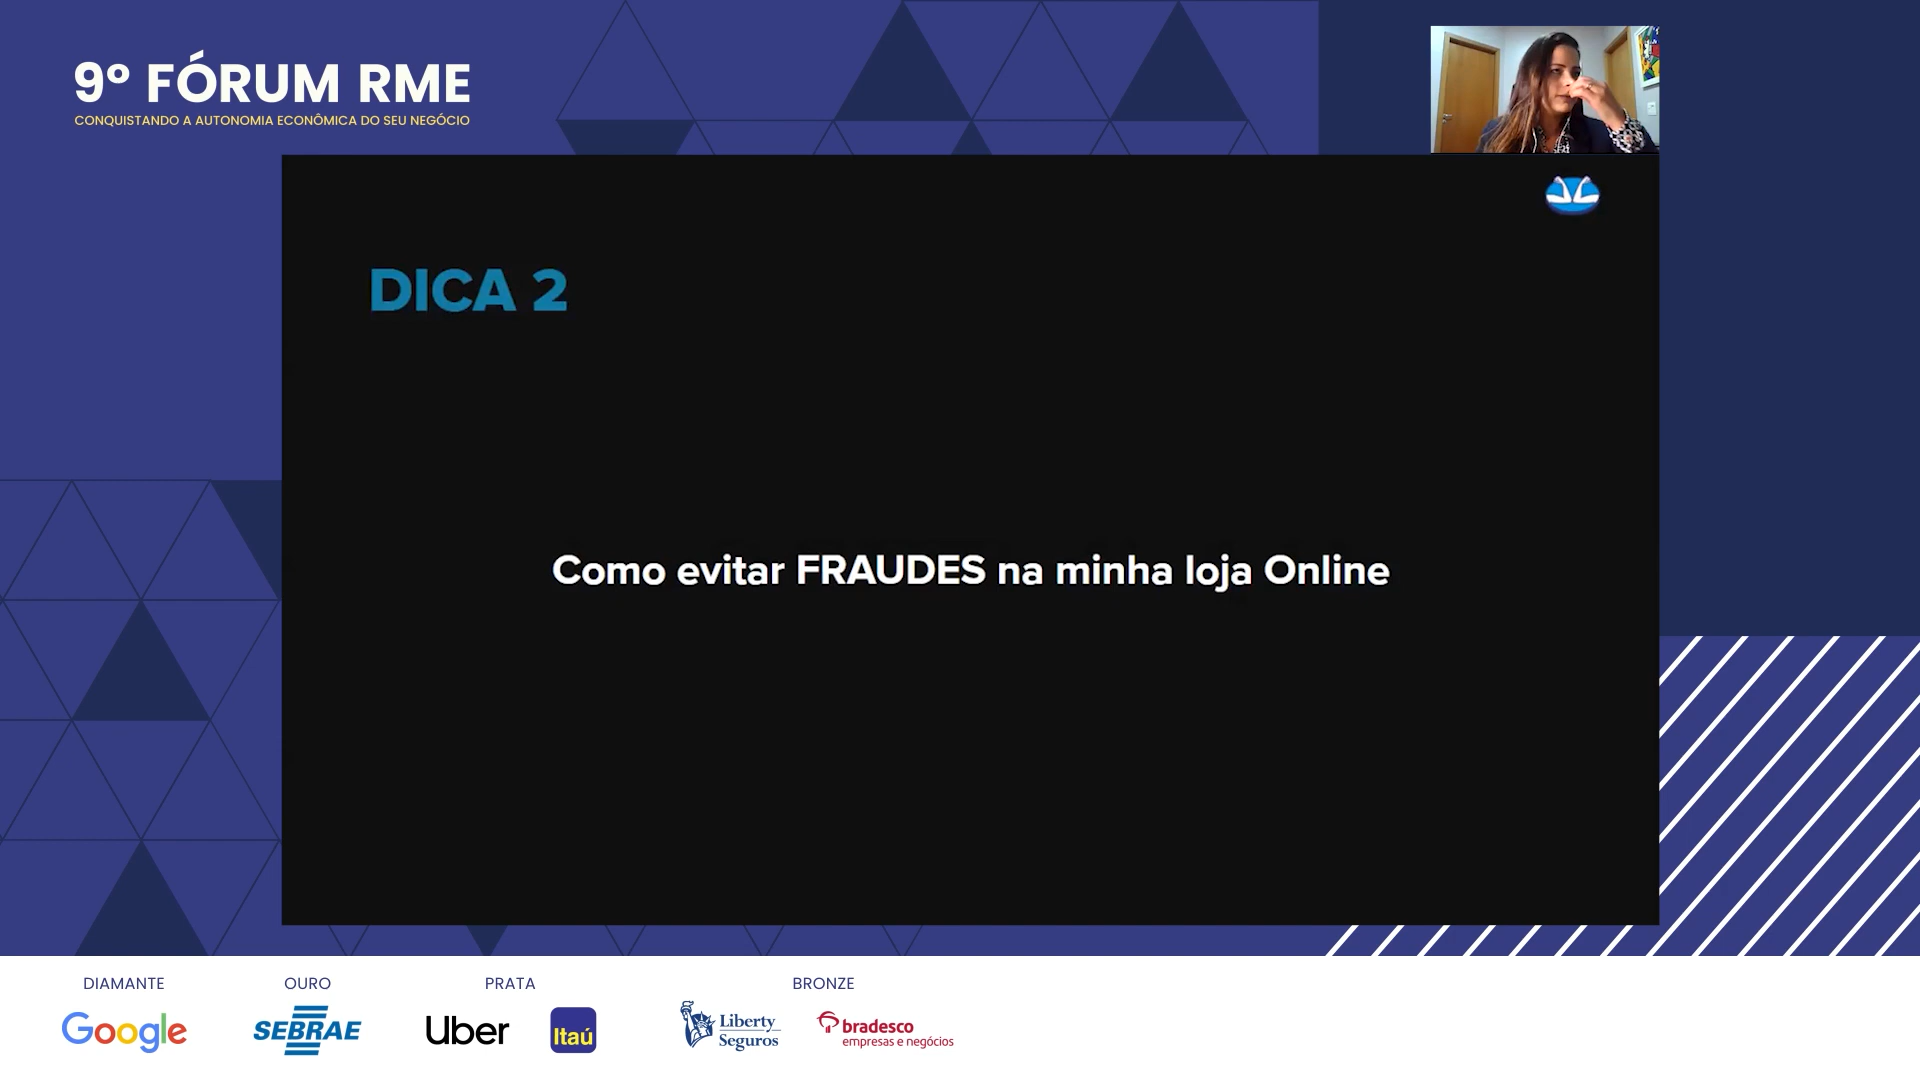 9º FÓRUM RME
CONQUISTANDO A AUTONOMIA ECONÔMICA DO SEU NEGÓCIO
DICA 2
Como evitar FRAUDES na minha loja Online
DIAMANTE
OURO
PRATA
BRONZE
Google
SEBRAE
Uber
Itaú
Liberty
Seguros
bradesco
empresas e negócios